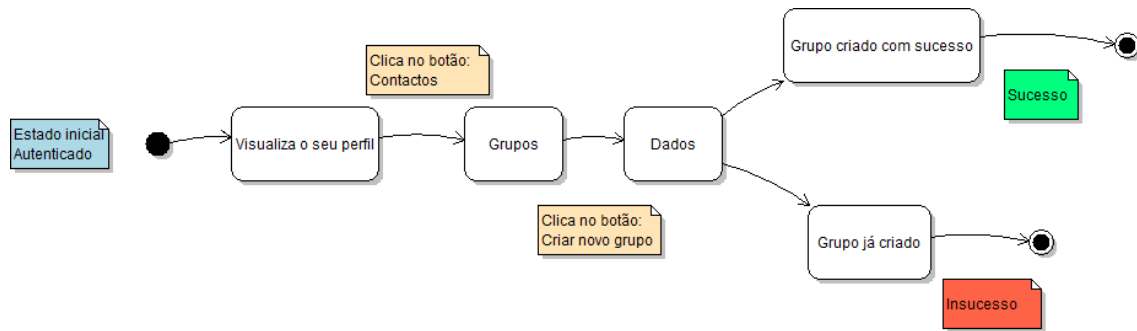 Grupo criado com sucesso
Clica no botão:
Contactos
Sucesso
Estado inicial
Autenticado
Visualiza o seu perfil
Grupos
Dados
Clica no botão:
Criar novo grupo
Grupo já criado
Insucesso